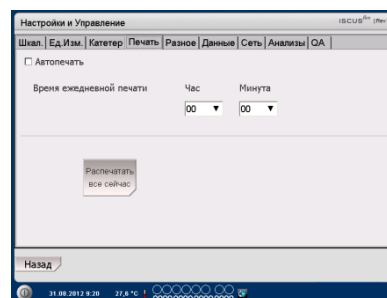 Настройки и Управление
ISCUS
Шкал. Ед.Изм. Катетер Печать Разное Данные Сеть Анализы QA
Автопечать
Время ежедневной печати Час Минута
00 00
Распечатать
все сейчас
Назад
31.08.2012 9:20 27,6 °C